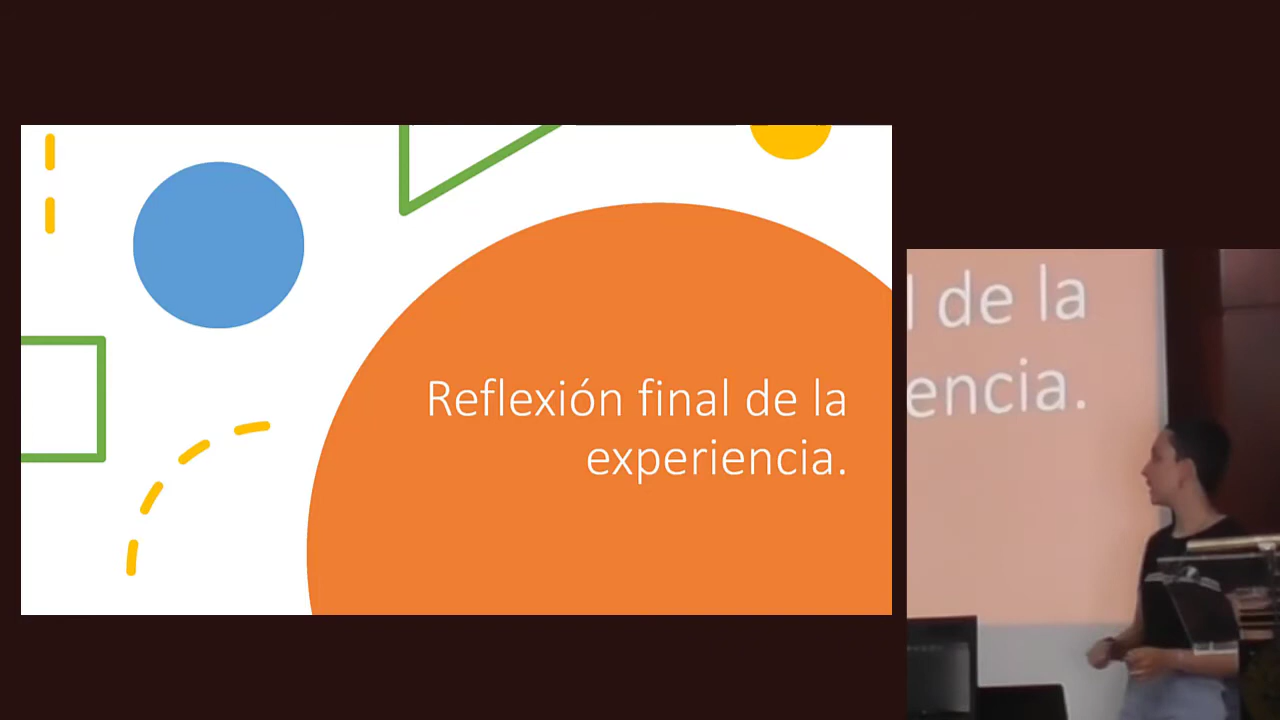 Reflexión final de la
experiencia.
l de la
encia.